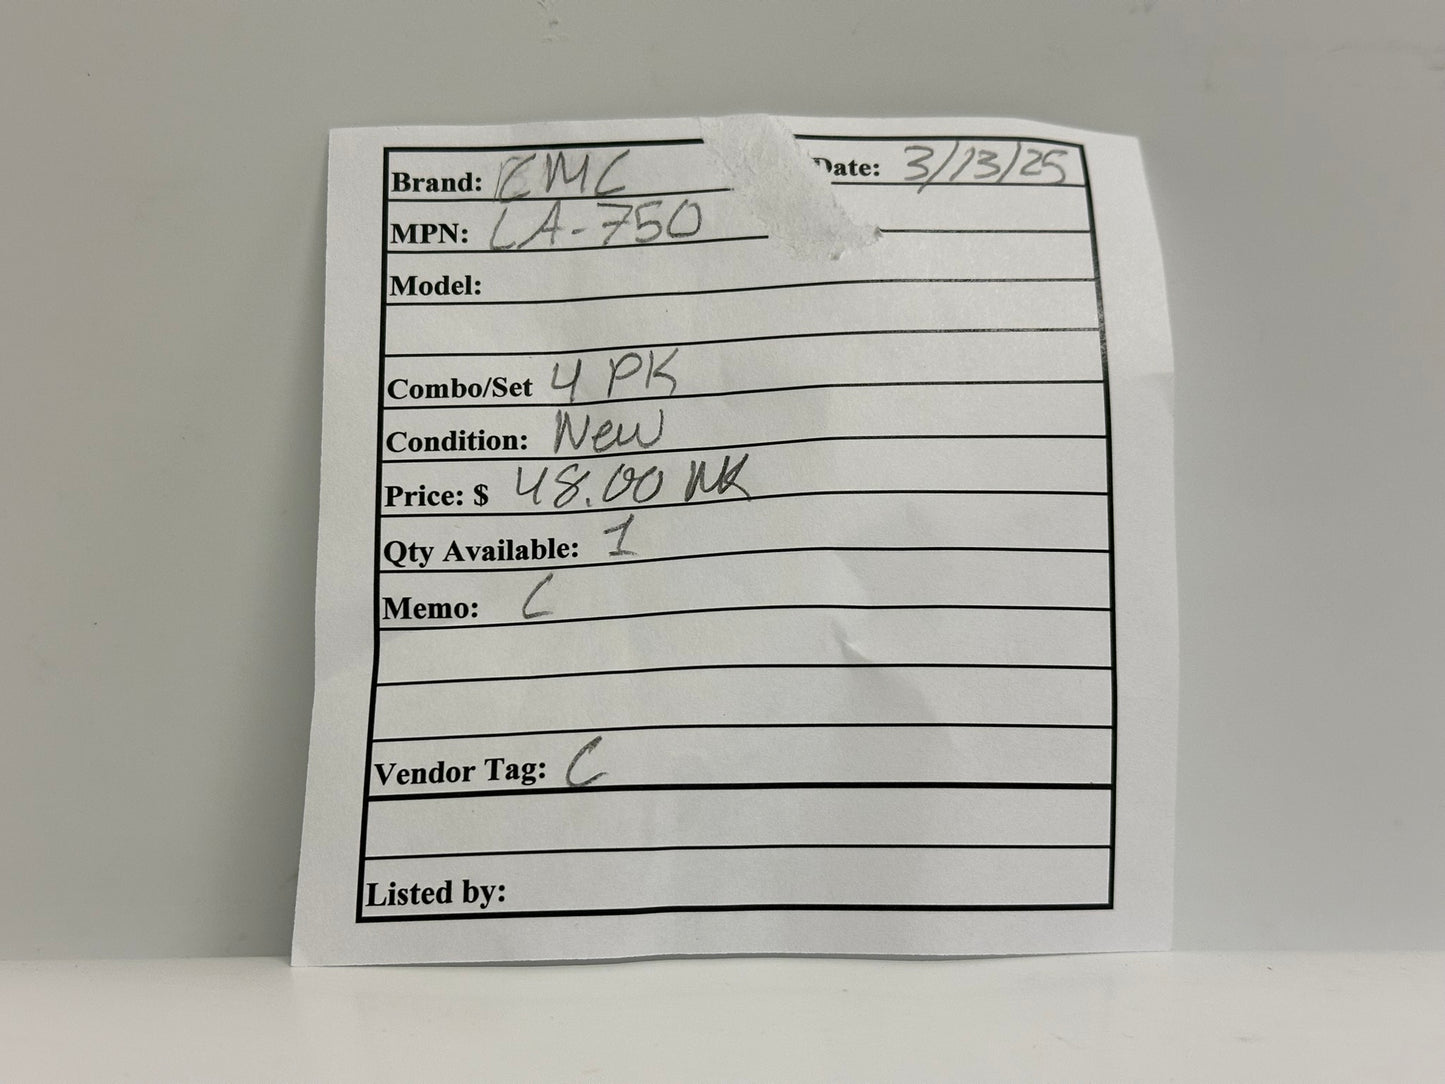 Brand: CMC Date: 3/13/25
MPN: LA-750
Model:
Combo/Set 4 PK
Condition: New
Price: $ 48.00
Qty Available: 1
Memo: C
Vendor Tag: C
Listed by: